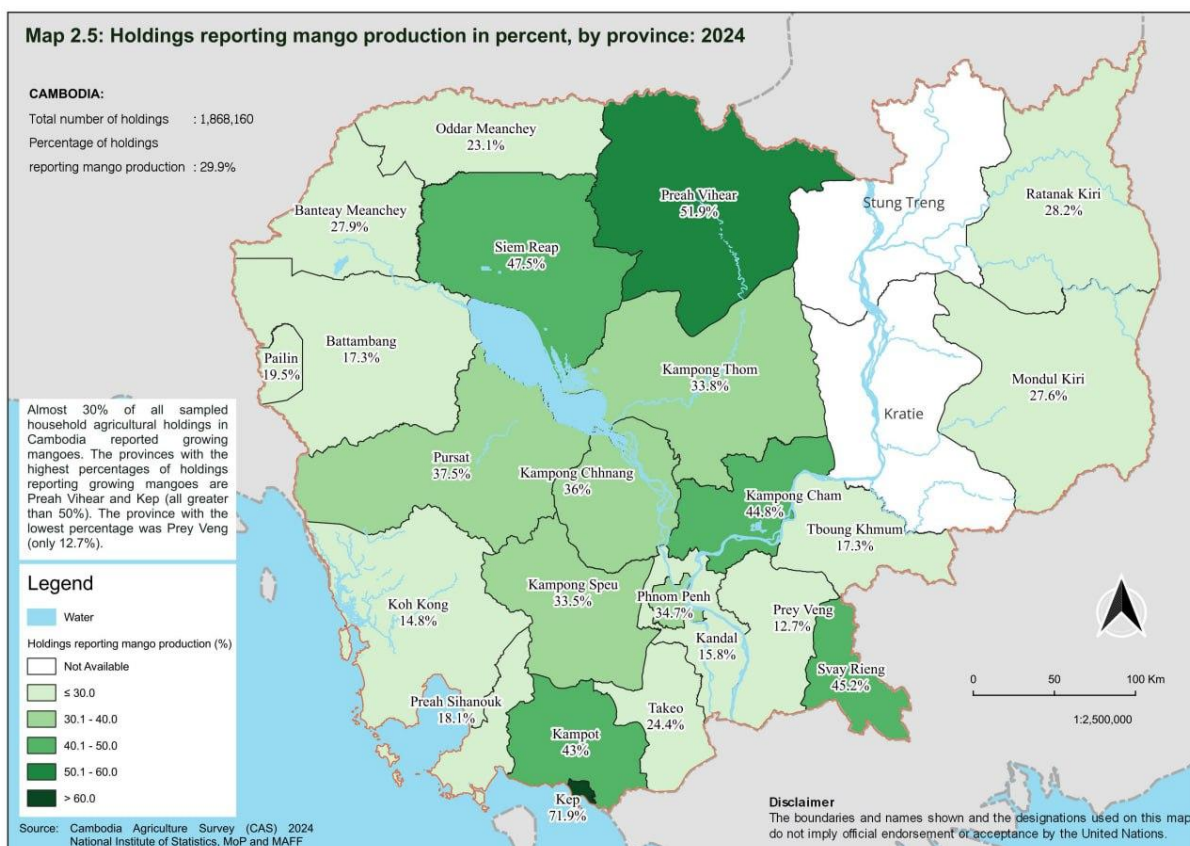 Map 2.5: Holdings reporting mango production in percent, by province: 2024
CAMBODIA:
Total number of holdings : 1,868,160
Percentage of holdings
reporting mango production : 29.9%
Oddar Meanchey
23.1%
Preah Vihear
51.9%
Stung Treng
Ratanak Kiri
28.2%
Banteay Meanchey
27.9%
Siem Reap
47.5%
Battambang
17.3%
Pailin
19.5%
Kampong Thom
33.8%
Mondul Kiri
27.6%
Kratie
Pursat
37.5%
Kampong Chhnang
36%
Kampong Cham
44.8%
Tboung Khmum
17.3%
Koh Kong
14.8%
Kampong Speu
33.5%
Phnom Penh
34.7%
Prey Veng
12.7%
Kandal
15.8%
Svay Rieng
45.2%
Preah Sihanouk
18.1%
Takeo
24.4%
Kampot
43%
Kep
71.9%
Almost 30% of all sampled
household agricultural holdings in
Cambodia reported growing
mangoes. The provinces with the
highest percentages of holdings
reporting growing mangoes are
Preah Vihear and Kep (all greater
than 50%). The province with the
lowest percentage was Prey Veng
(only 12.7%).
Legend
Water
Holdings reporting mango production (%)
Not Available
≤ 30.0
30.1 - 40.0
40.1 - 50.0
50.1 - 60.0
> 60.0
Source: Cambodia Agriculture Survey (CAS) 2024
National Institute of Statistics, MoP and MAFF
0 50 100 Km
1:2,500,000
Disclaimer
The boundaries and names shown and the designations used on this map
do not imply official endorsement or acceptance by the United Nations.